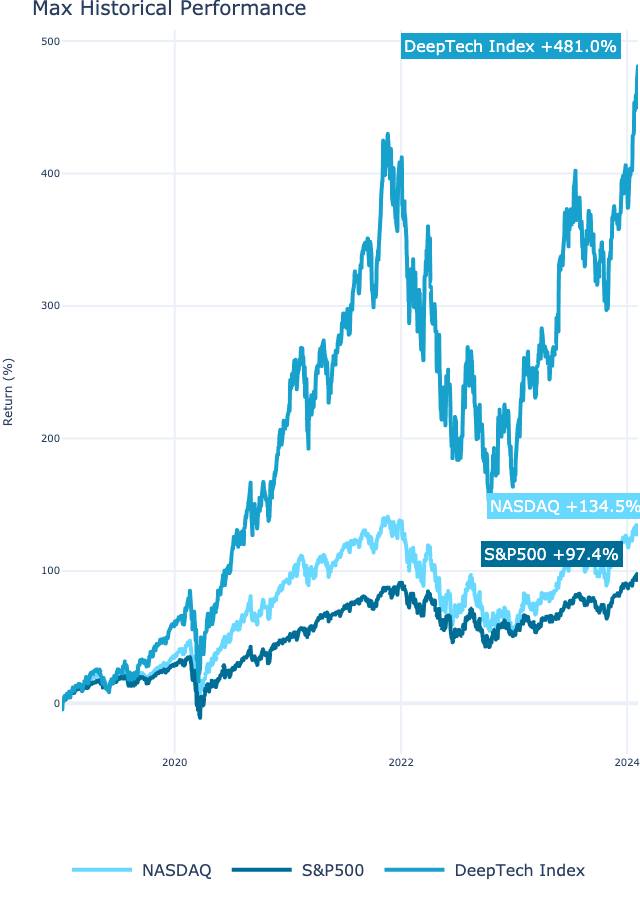 Max Historical Performance
500
DeepTech Index +481.0%
400
300
Return (%)
200
NASDAQ +134.5%
S&P500 +97.4%
100
0
2020
2022
2024
NASDAQ
S&P500
DeepTech Index